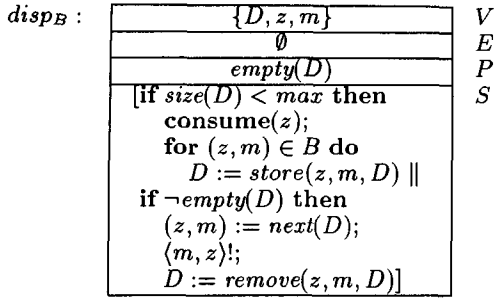 disp_B : {D, z, m} V
∅ E
empty(D) P
[if size(D) < max then S
consume(z);
for (z, m) ∈ B do
D := store(z, m, D) ||
if ¬empty(D) then
(z, m) := next(D);
⟨m, z⟩!;
D := remove(z, m, D)]